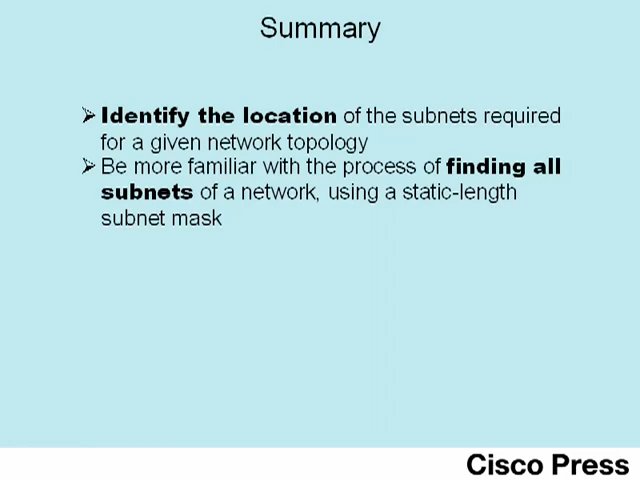 Summary
➢ Identify the location of the subnets required
for a given network topology
➢ Be more familiar with the process of finding all
subnets of a network, using a static-length
subnet mask
Cisco Press